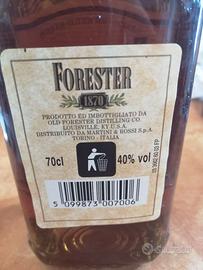 FORESTER
1870
PRODOTTO ED IMBOTTIGLIATO DA
OLD FORESTER DISTILLING CO.
LOUISVILLE, KY U.S.A.
DISTRIBUITO DA MARTINI & ROSSI S.p.A.
TORINO - ITALIA
70cl
40% vol
5 099873 007006
subito